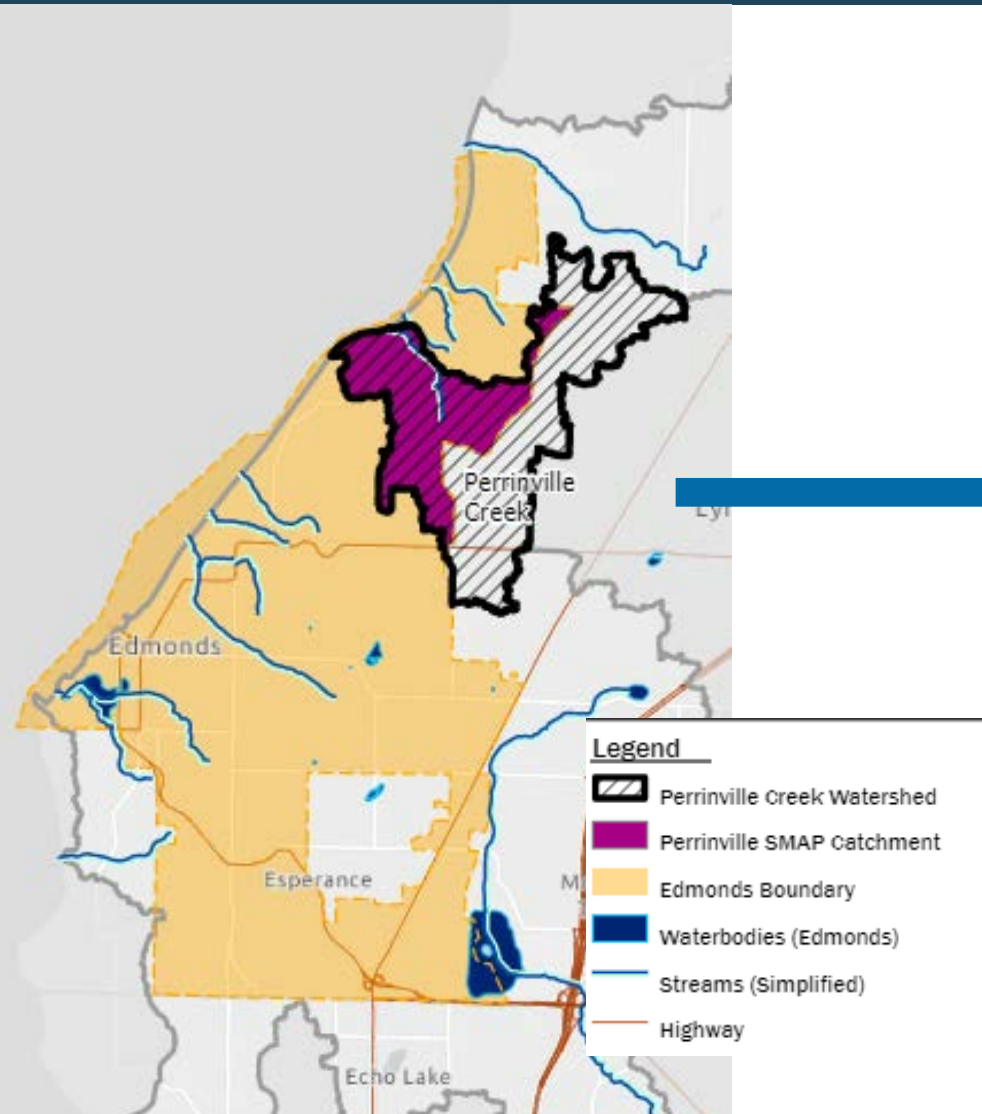 Perrinville
Creek
Edmonds
Esperance
Echo Lake
Legend
Perrinville Creek Watershed
Perrinville SMAP Catchment
Edmonds Boundary
Waterbodies (Edmonds)
Streams (Simplified)
Highway